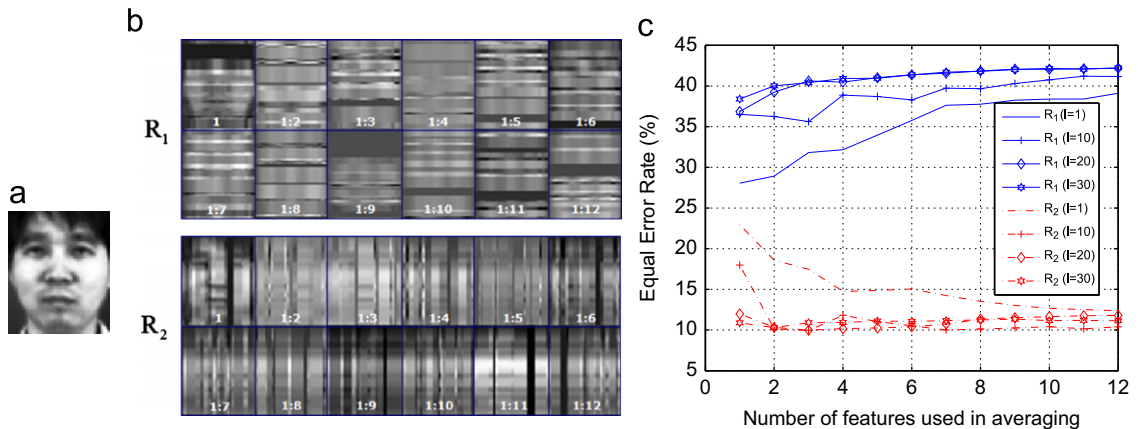 a
b
R1
1 1:2 1:3 1:4 1:5 1:6
1:7 1:8 1:9 1:10 1:11 1:12
R2
1 1:2 1:3 1:4 1:5 1:6
1:7 1:8 1:9 1:10 1:11 1:12
c
Equal Error Rate (%)
45
40
35
30
25
20
15
10
5
0 2 4 6 8 10 12
Number of features used in averaging
R1(l=1)
R1 (l=10)
R1 (l=20)
R1 (l=30)
R2 (l=1)
R2 (l=10)
R2 (l=20)
R2 (l=30)